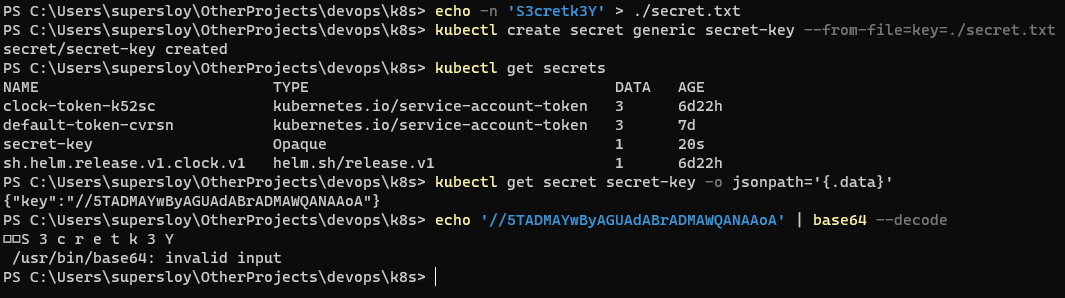 PS C:\Users\supersloy\OtherProjects\devops\k8s> echo -n 'S3cretk3Y' > ./secret.txt
PS C:\Users\supersloy\OtherProjects\devops\k8s> kubectl create secret generic secret-key --from-file=key=./secret.txt
secret/secret-key created
PS C:\Users\supersloy\OtherProjects\devops\k8s> kubectl get secrets
NAME TYPE DATA AGE
clock-token-k52sc kubernetes.io/service-account-token 3 6d22h
default-token-cvrsn kubernetes.io/service-account-token 3 7d
secret-key Opaque 1 20s
sh.helm.release.v1.clock.v1 helm.sh/release.v1 1 6d22h
PS C:\Users\supersloy\OtherProjects\devops\k8s> kubectl get secret secret-key -o jsonpath='{.data}'
{"key":"//5TADMAYwByAGUAdABrADMAWQANAAoA"}
PS C:\Users\supersloy\OtherProjects\devops\k8s> echo '//5TADMAYwByAGUAdABrADMAWQANAAoA' | base64 --decode
□□S 3 c r e t k 3 Y
/usr/bin/base64: invalid input
PS C:\Users\supersloy\OtherProjects\devops\k8s>